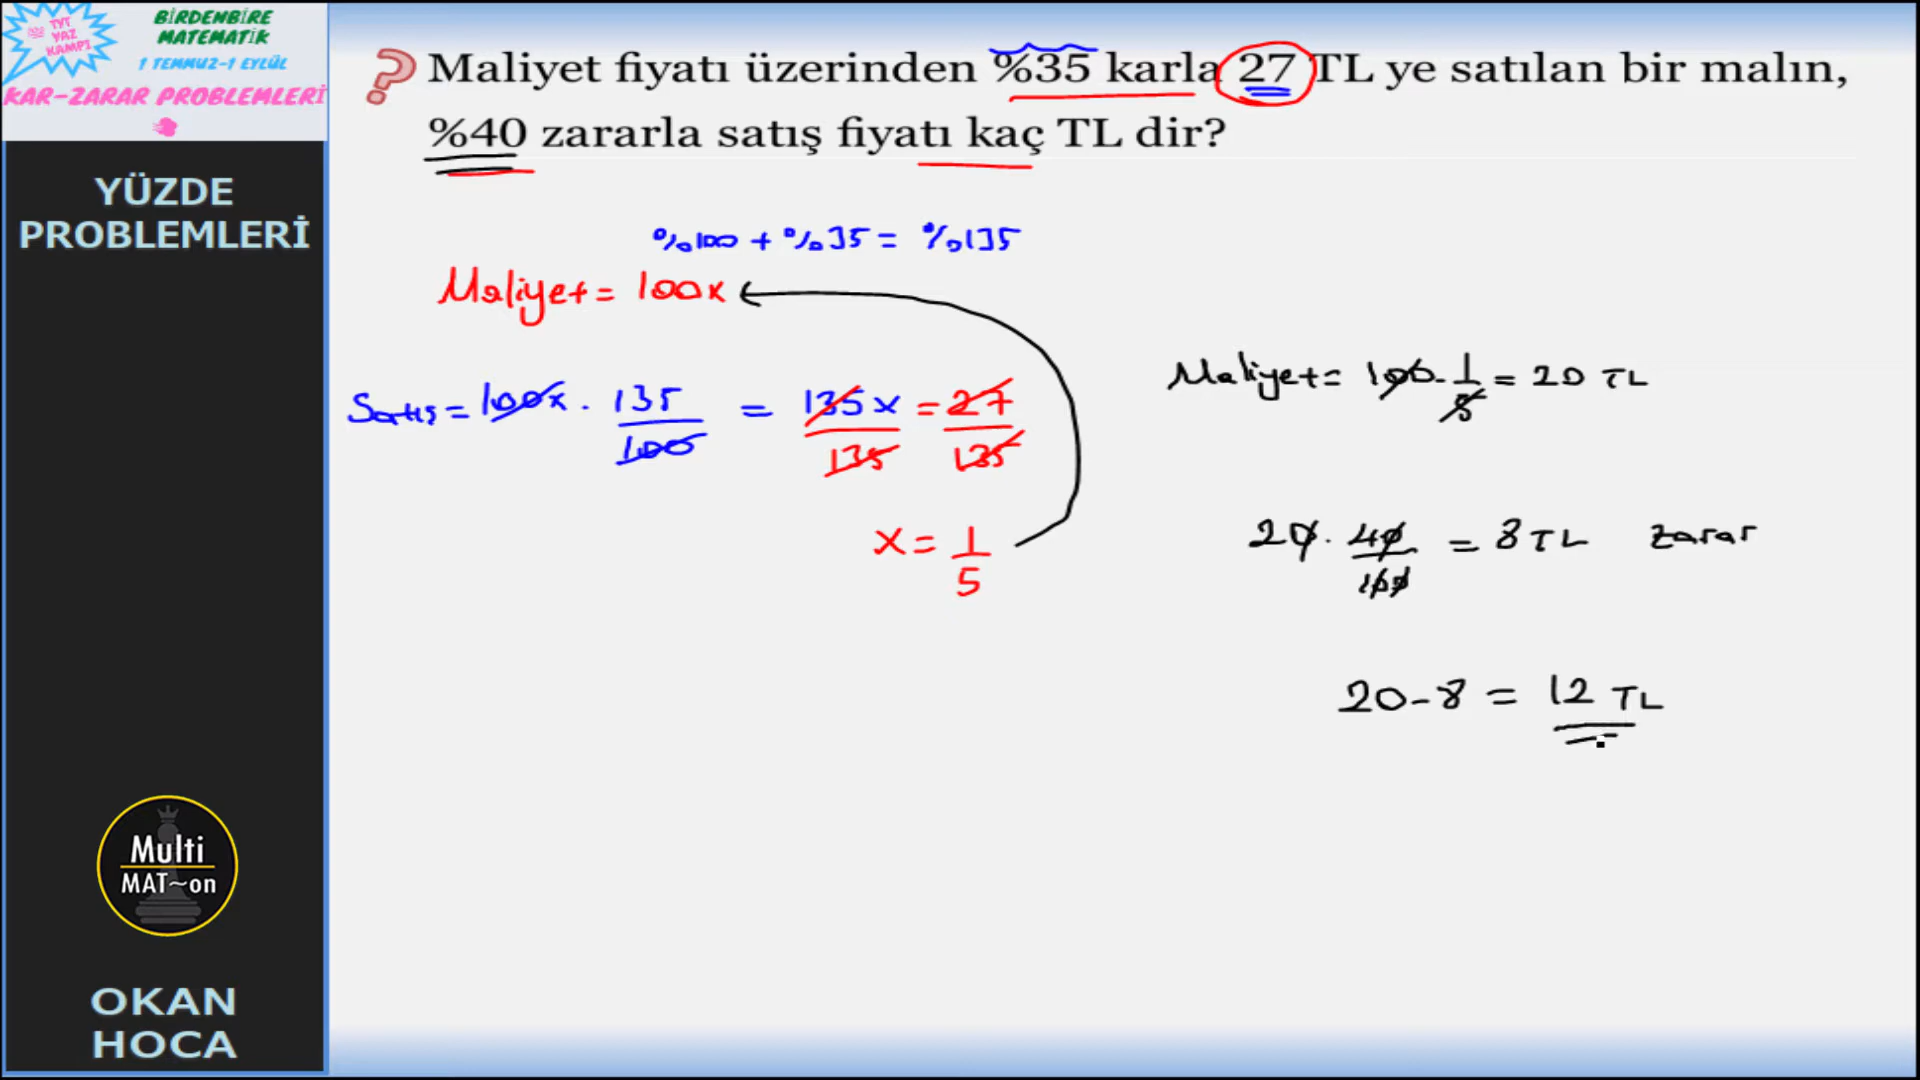 TYT
YAZ
KAMPI
BİRDENBİRE
MATEMATİK
1 TEMMUZ-1 EYLÜL
KAR-ZARAR PROBLEMLERİ
YÜZDE
PROBLEMLERİ
Maliyet fiyatı üzerinden %35 karla 27 TL ye satılan bir malın,
%40 zararla satış fiyatı kaç TL dir?
%100 + %35 = %135
Maliyet = 100x
Satış = 100x · 135/100 = 135x/135 = 27/135
x = 1/5
Maliyet = 100 · 1/5 = 20 TL
20 · 40/100 = 8 TL zarar
20 - 8 = 12 TL
Multi
MAT~on
OKAN
HOCA